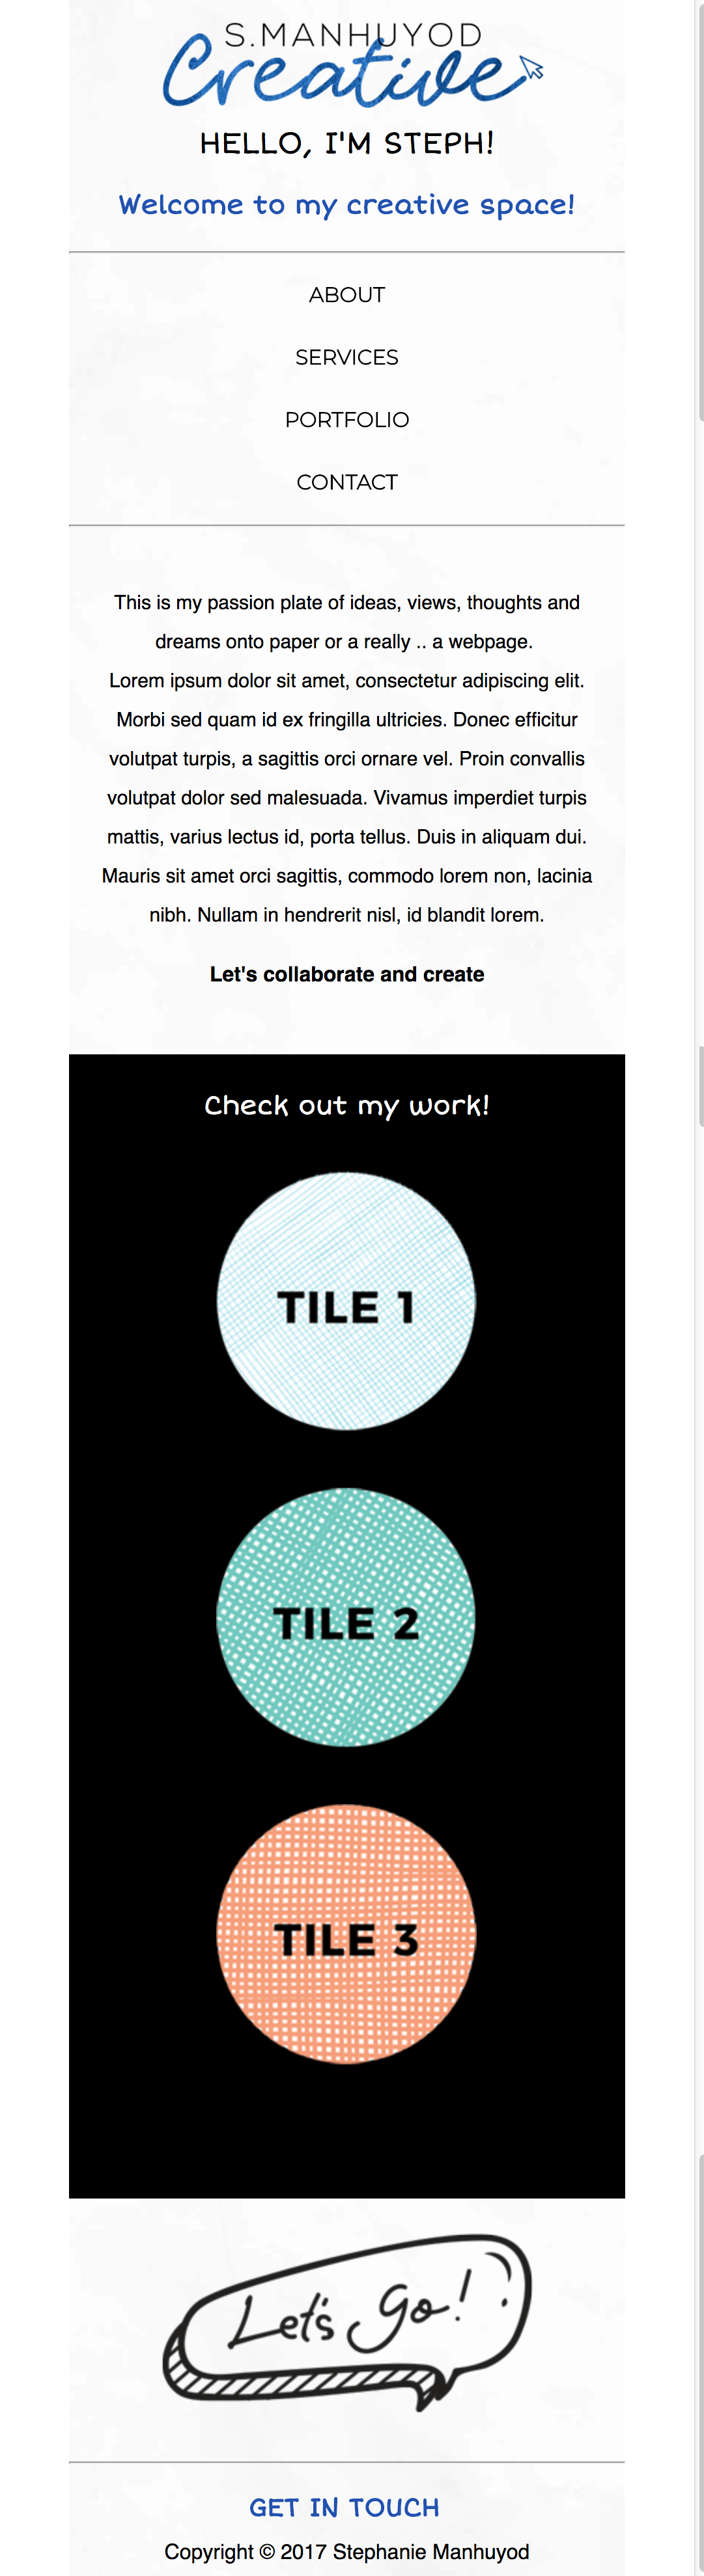 S.MANHUYOD
Creative
HELLO, I'M STEPH!
Welcome to my creative space!
ABOUT
SERVICES
PORTFOLIO
CONTACT
This is my passion plate of ideas, views, thoughts and
dreams onto paper or a really .. a webpage.
Lorem ipsum dolor sit amet, consectetur adipiscing elit.
Morbi sed quam id ex fringilla ultricies. Donec efficitur
volutpat turpis, a sagittis orci ornare vel. Proin convallis
volutpat dolor sed malesuada. Vivamus imperdiet turpis
mattis, varius lectus id, porta tellus. Duis in aliquam dui.
Mauris sit amet orci sagittis, commodo lorem non, lacinia
nibh. Nullam in hendrerit nisl, id blandit lorem.
Let's collaborate and create
Check out my work!
TILE 1
TILE 2
TILE 3
Let's Go!
GET IN TOUCH
Copyright © 2017 Stephanie Manhuyod